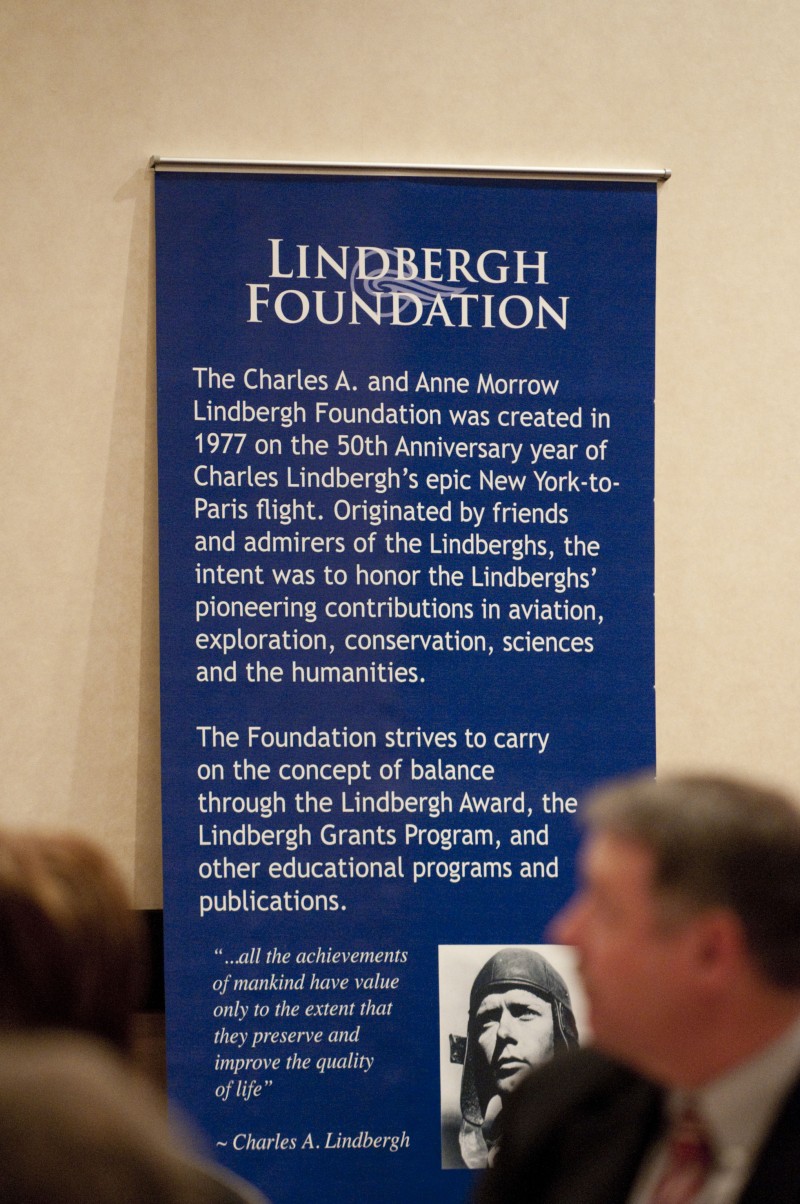 LINDBERGH
FOUNDATION
The Charles A. and Anne Morrow
Lindbergh Foundation was created in
1977 on the 50th Anniversary year of
Charles Lindbergh’s epic New York-to-
Paris flight. Originated by friends
and admirers of the Lindberghs, the
intent was to honor the Lindberghs’
pioneering contributions in aviation,
exploration, conservation, sciences
and the humanities.
The Foundation strives to carry
on the concept of balance
through the Lindbergh Award, the
Lindbergh Grants Program, and
other educational programs and
publications.
“...all the achievements
of mankind have value
only to the extent that
they preserve and
improve the quality
of life”
~ Charles A. Lindbergh